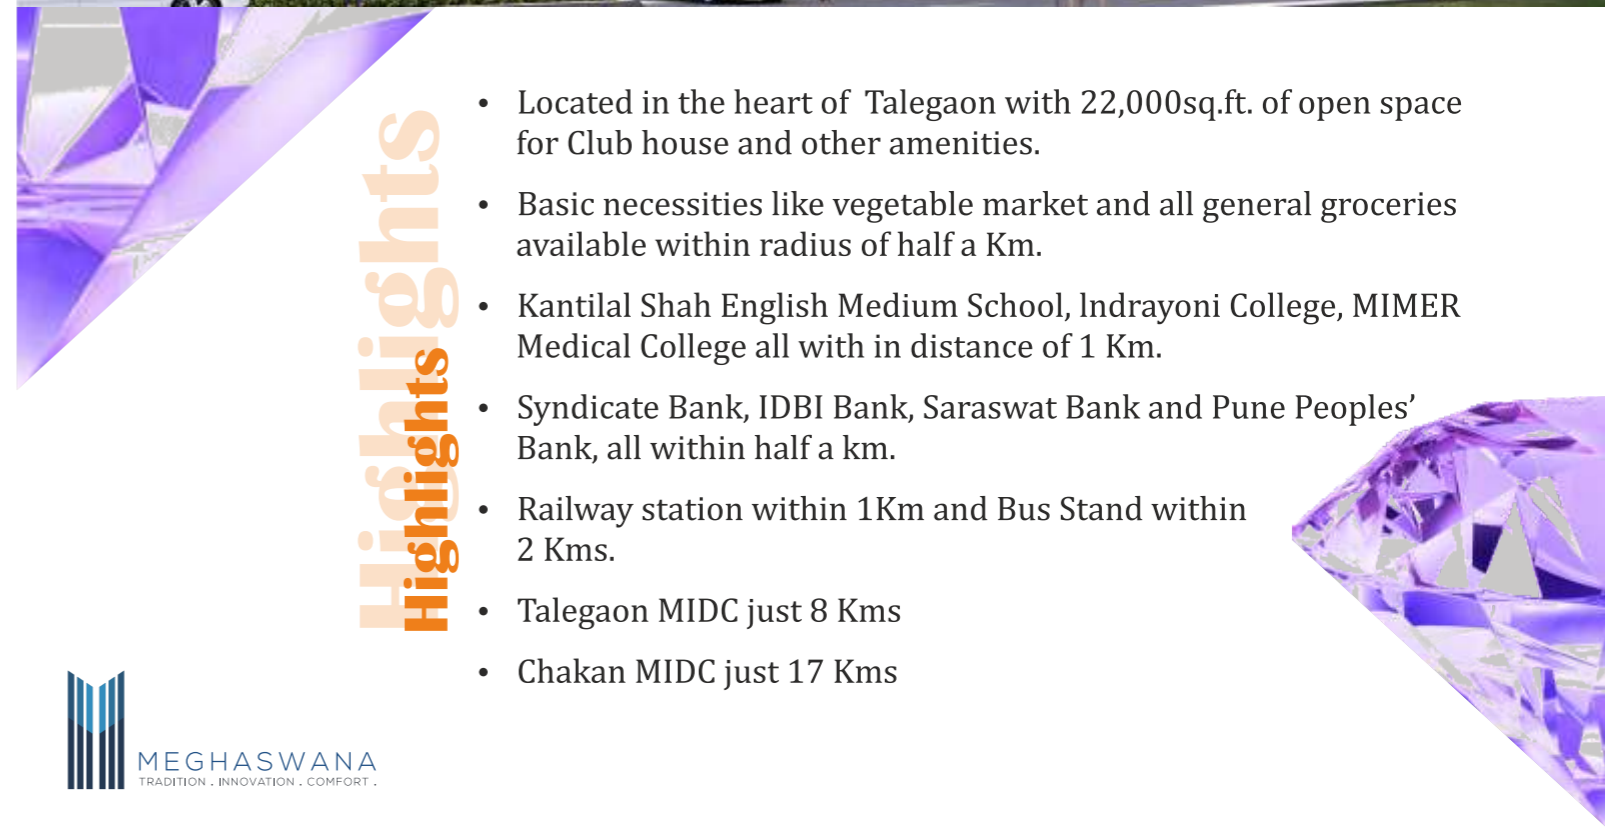 Highlights
Highlights
• Located in the heart of  Talegaon with 22,000sq.ft. of open space
for Club house and other amenities.
• Basic necessities like vegetable market and all general groceries
available within radius of half a Km.
• Kantilal Shah English Medium School, lndrayoni College, MIMER
Medical College all with in distance of 1 Km.
• Syndicate Bank, IDBI Bank, Saraswat Bank and Pune Peoples’
Bank, all within half a km.
• Railway station within 1Km and Bus Stand within
2 Kms.
• Talegaon MIDC just 8 Kms
• Chakan MIDC just 17 Kms
MEGHASWANA
TRADITION . INNOVATION . COMFORT .